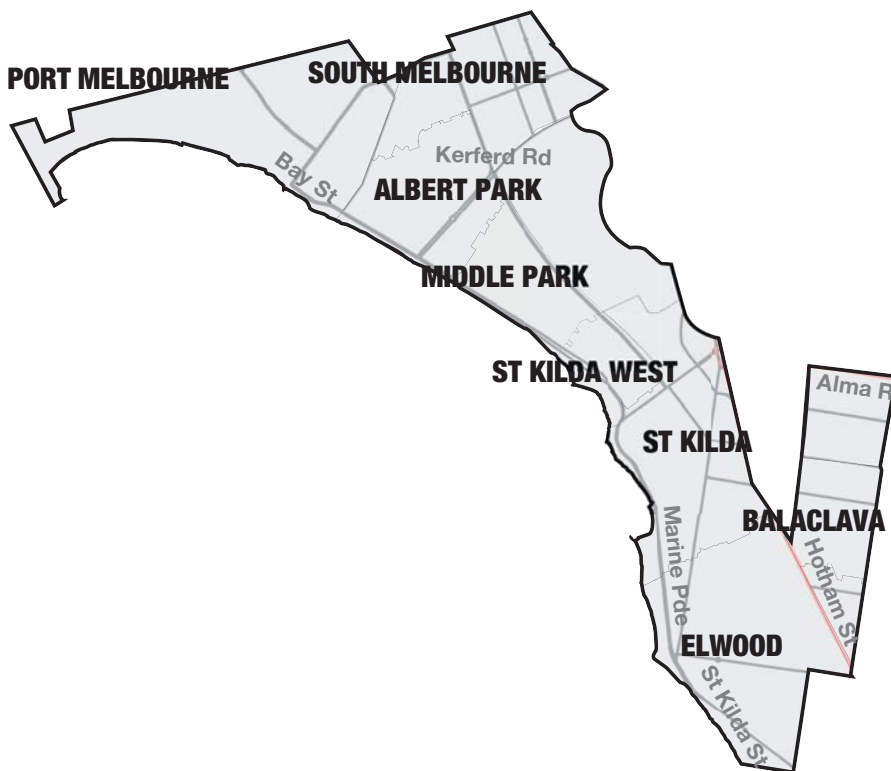 PORT MELBOURNE
SOUTH MELBOURNE
Kerferd Rd
Bay St
ALBERT PARK
MIDDLE PARK
ST KILDA WEST
Alma R
ST KILDA
BALACLAVA
Marine Pde
Hotham St
ELWOOD
St Kilda St